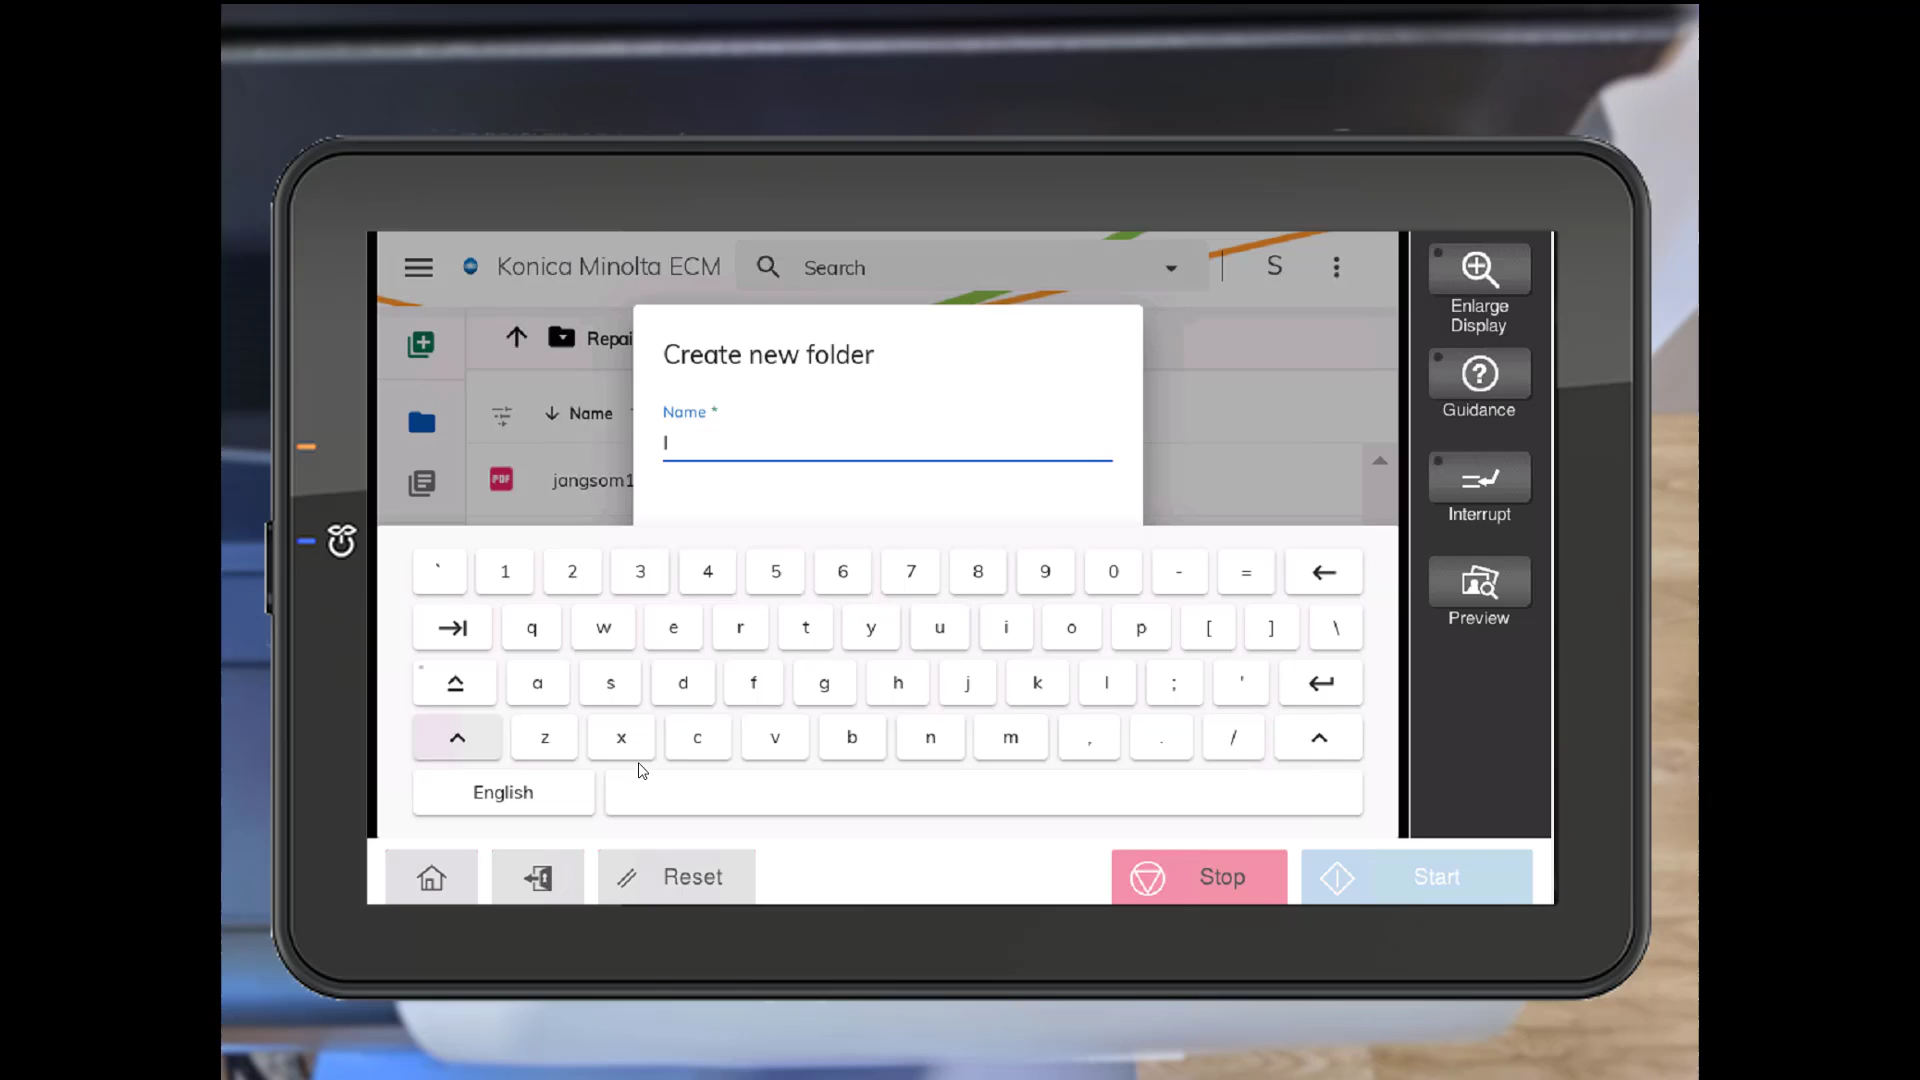 Konica Minolta ECM
Search
S
Enlarge
Display
Repai
Create new folder
Guidance
Name
Name *
jangsom1
PDF
Interrupt
` 1 2 3 4 5 6 7 8 9 0 - =
q w e r t y u i o p [ ] \
Preview
a s d f g h j k l ; '
z x c v b n m , . /
English
Reset
Stop
Start